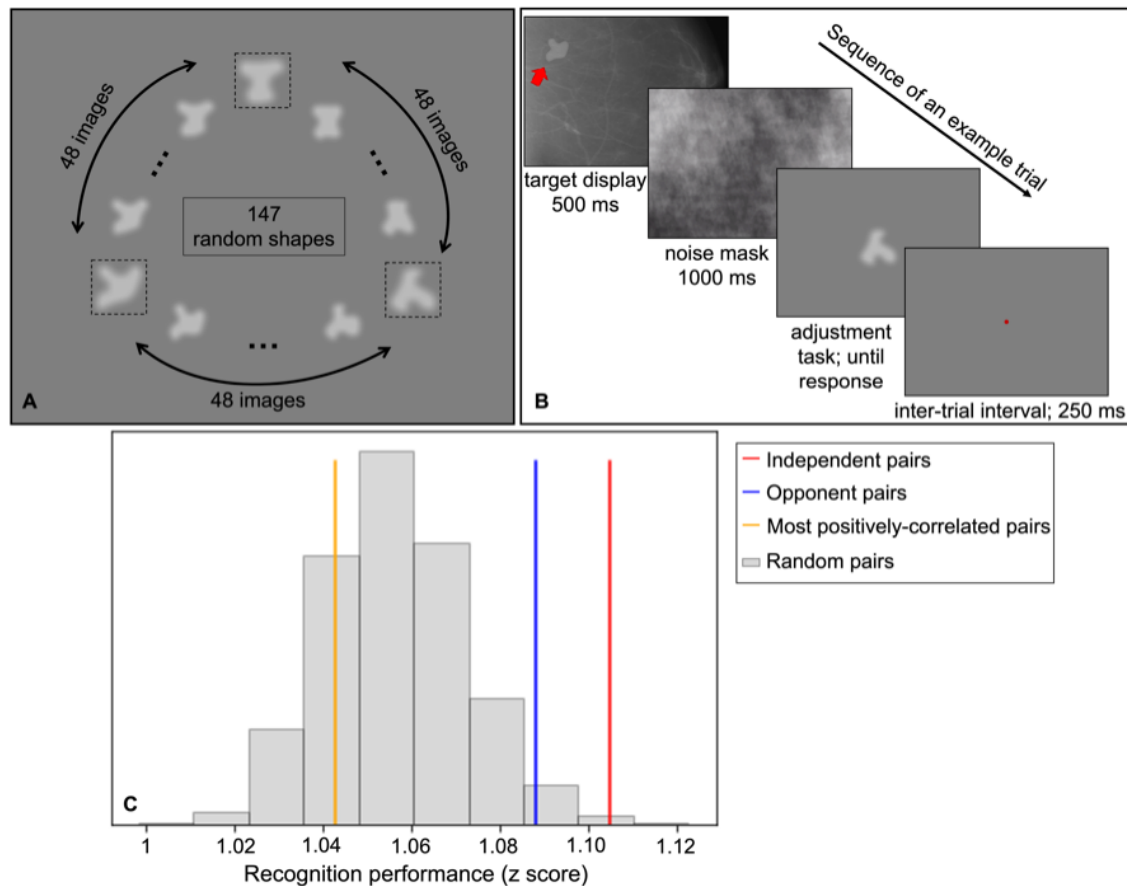 48 images
48 images
147
random shapes
48 images
A
Sequence of an example trial
target display
500 ms
noise mask
1000 ms
adjustment
task; until
response
inter-trial interval; 250 ms
B
Independent pairs
Opponent pairs
Most positively-correlated pairs
Random pairs
C
1 1.02 1.04 1.06 1.08 1.10 1.12
Recognition performance (z score)